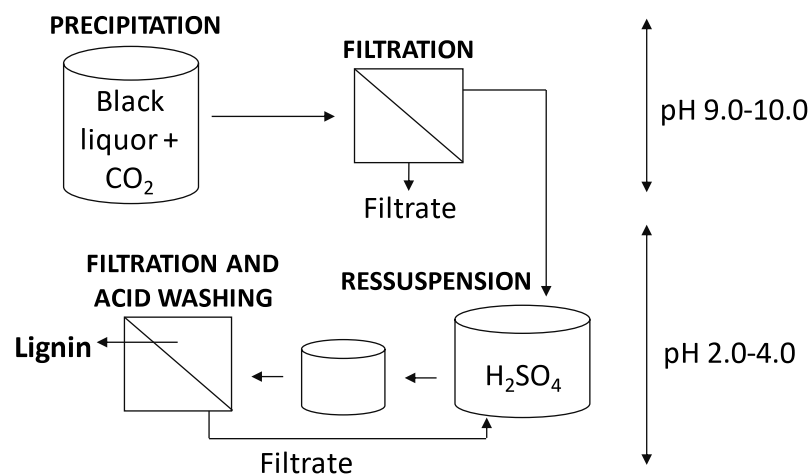 PRECIPITATION
Black
liquor +
CO₂
FILTRATION
Filtrate
pH 9.0-10.0
FILTRATION AND
ACID WASHING
Lignin
RESSUSPENSION
H₂SO₄
Filtrate
pH 2.0-4.0